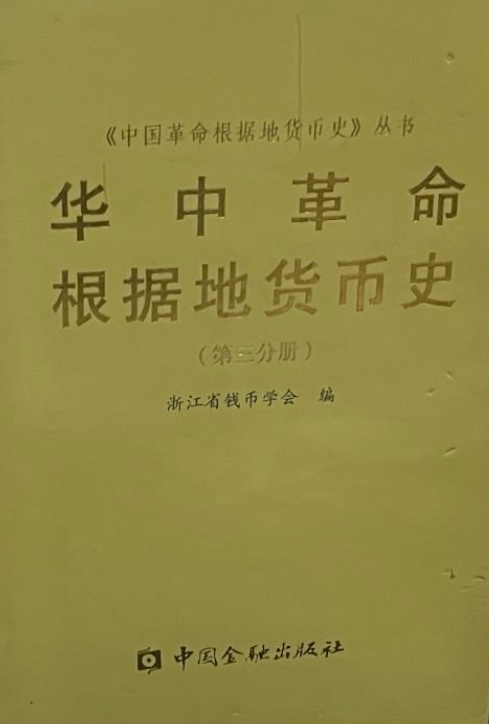 《中国革命根据地货币史》丛书
华中革命
根据地货币史
（第三分册）
浙江省钱币学会 编
中国金融出版社